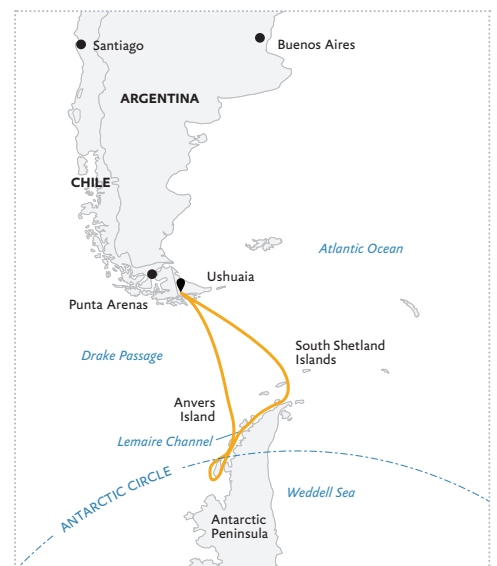 Santiago
Buenos Aires
ARGENTINA
CHILE
Atlantic Ocean
Ushuaia
Punta Arenas
South Shetland
Islands
Drake Passage
Anvers
Island
Lemaire Channel
ANTARCTIC CIRCLE
Weddell Sea
Antarctic
Peninsula